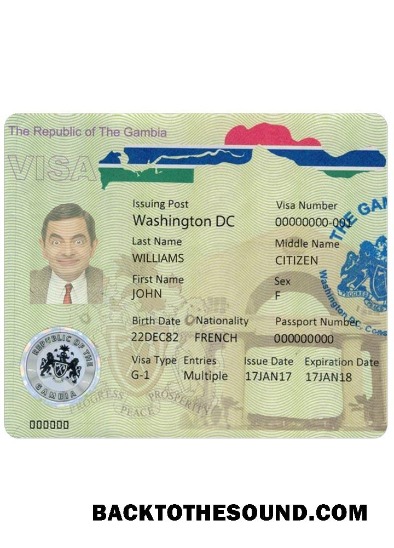 The Republic of The Gambia
VISA
Issuing Post
Visa Number
Washington DC
00000000-001
Last Name
Middle Name
WILLIAMS
CITIZEN
First Name
Sex
JOHN
F
Birth Date
Nationality
Passport Number
22DEC82
FRENCH
000000000
Visa Type
Entries
Issue Date
Expiration Date
G-1
Multiple
17JAN17
17JAN18
THE GAM
Washington, D.C. Cons
REPUBLIC OF THE
GAMBIA
PROGRESS
PEACE
PROSPERITY
000000
BACKTOTHESOUND.COM